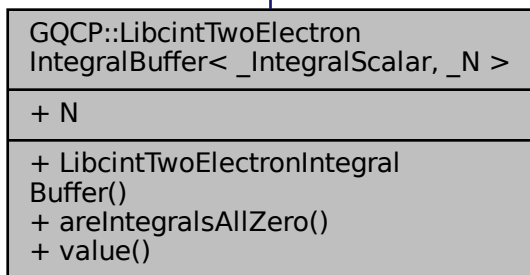 GQCP::LibcintTwoElectron
IntegralBuffer< _IntegralScalar, _N >
+ N
+ LibcintTwoElectronIntegral
Buffer()
+ areIntegralsAllZero()
+ value()